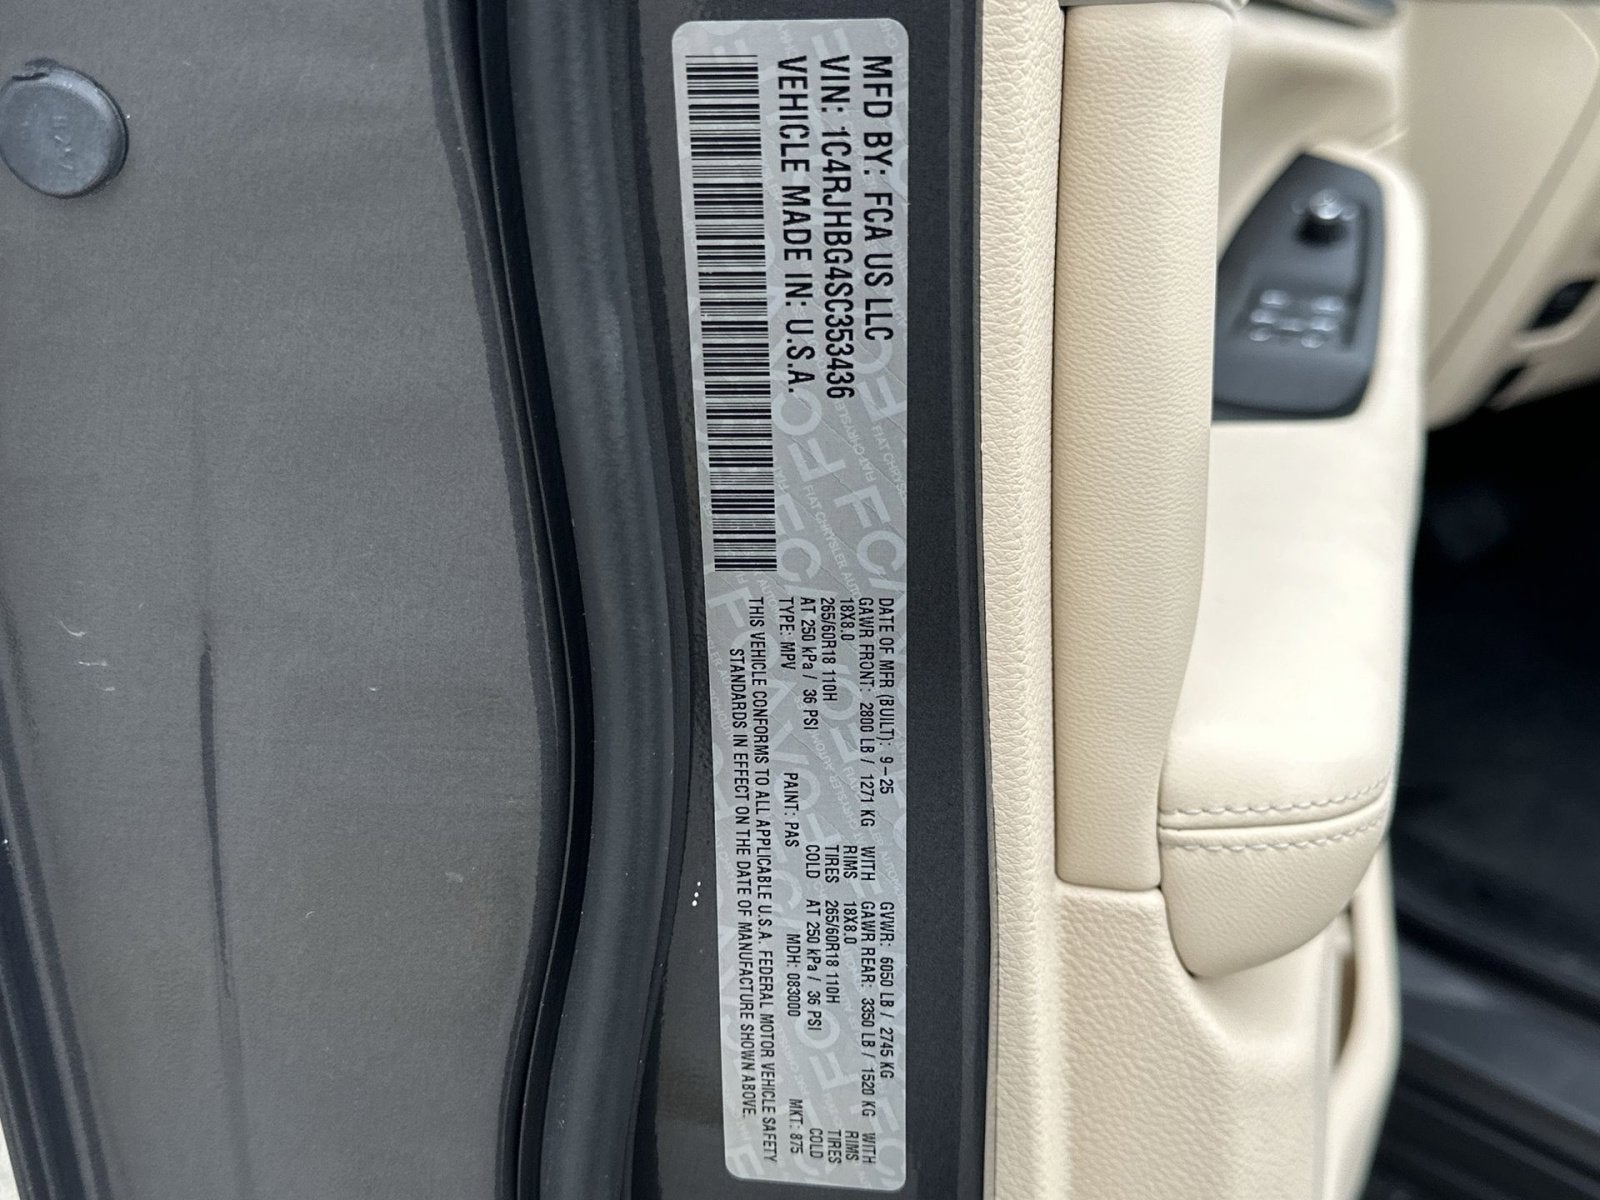 MFD BY: FCA US LLC
VIN: 1C4RJHBG4SC353436
VEHICLE MADE IN: U.S.A.
DATE OF MFR (BUILT): 9-25 GVWR: 6050 LB / 2745 KG
GAWR FRONT: 2800 LB / 1271 KG WITH GAWR REAR: 3350 LB / 1520 KG WITH
18X8.0 RIMS 18X8.0 RIMS
265/60R18 110H TIRES 265/60R18 110H TIRES
AT 250 kPa / 36 PSI COLD AT 250 kPa / 36 PSI COLD
TYPE: MPV PAINT: PAS MDH: 083000 MKT: 875
THIS VEHICLE CONFORMS TO ALL APPLICABLE U.S.A. FEDERAL MOTOR VEHICLE SAFETY
STANDARDS IN EFFECT ON THE DATE OF MANUFACTURE SHOWN ABOVE.